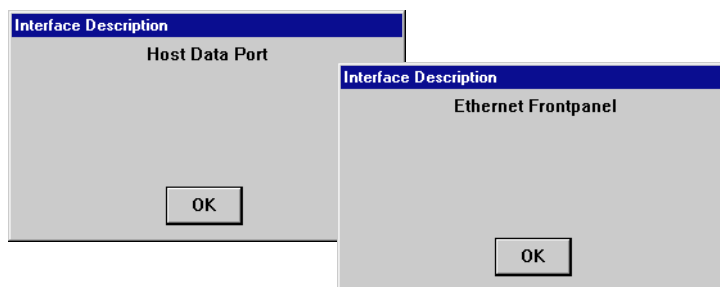 Interface Description
Host Data Port
OK
Interface Description
Ethernet Frontpanel
OK